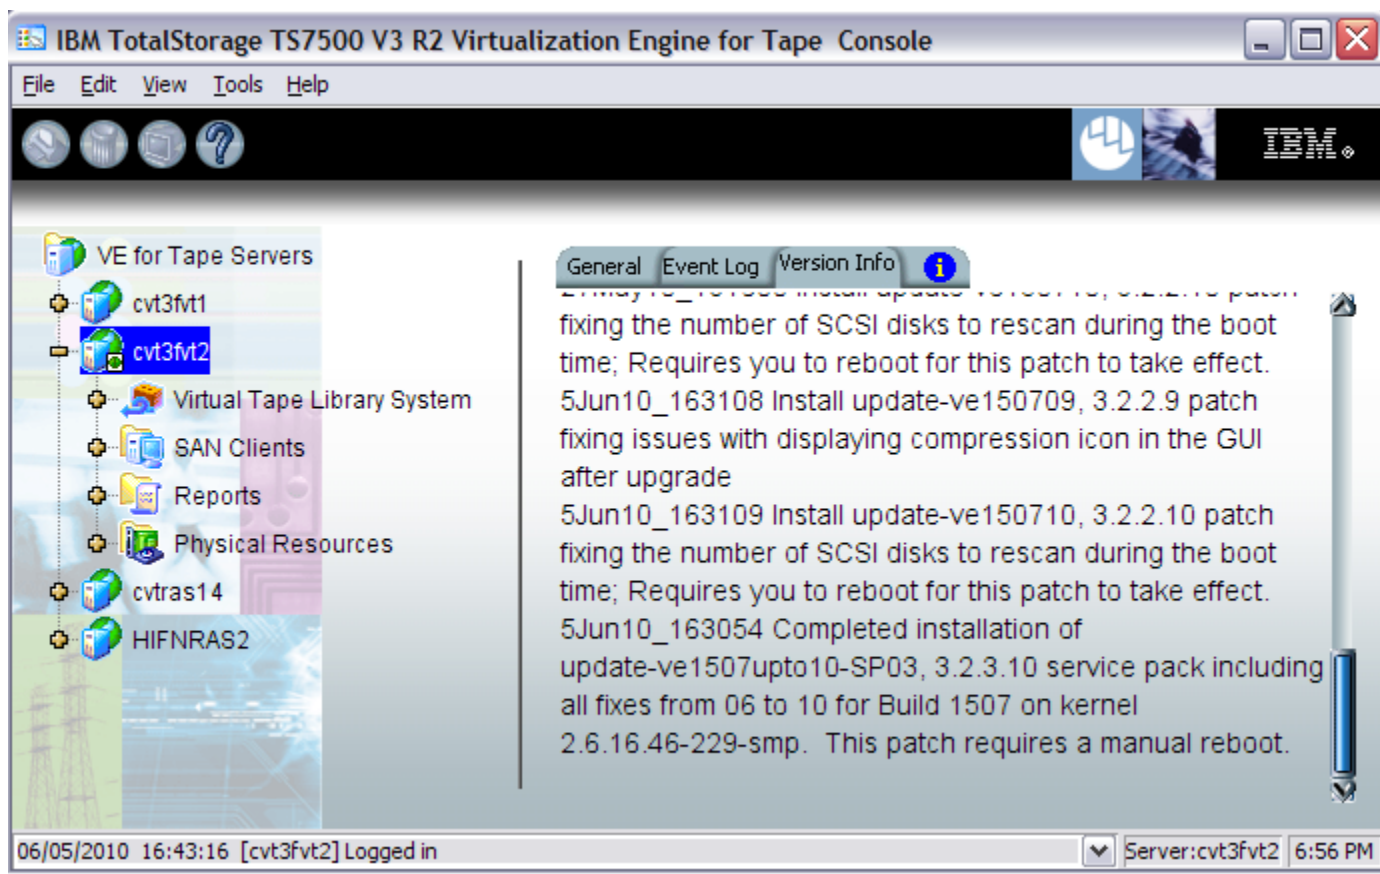 IBM TotalStorage TS7500 V3 R2 Virtualization Engine for Tape Console
File Edit View Tools Help
IBM®
VE for Tape Servers
cvt3fvt1
cvt3fvt2
Virtual Tape Library System
SAN Clients
Reports
Physical Resources
cvtras14
HIFNRAS2
General Event Log Version Info i
fixing the number of SCSI disks to rescan during the boot
time; Requires you to reboot for this patch to take effect.
5Jun10_163108 Install update-ve150709, 3.2.2.9 patch
fixing issues with displaying compression icon in the GUI
after upgrade
5Jun10_163109 Install update-ve150710, 3.2.2.10 patch
fixing the number of SCSI disks to rescan during the boot
time; Requires you to reboot for this patch to take effect.
5Jun10_163054 Completed installation of
update-ve1507upto10-SP03, 3.2.3.10 service pack including
all fixes from 06 to 10 for Build 1507 on kernel
2.6.16.46-229-smp. This patch requires a manual reboot.
06/05/2010 16:43:16 [cvt3fvt2] Logged in
Server:cvt3fvt2 6:56 PM